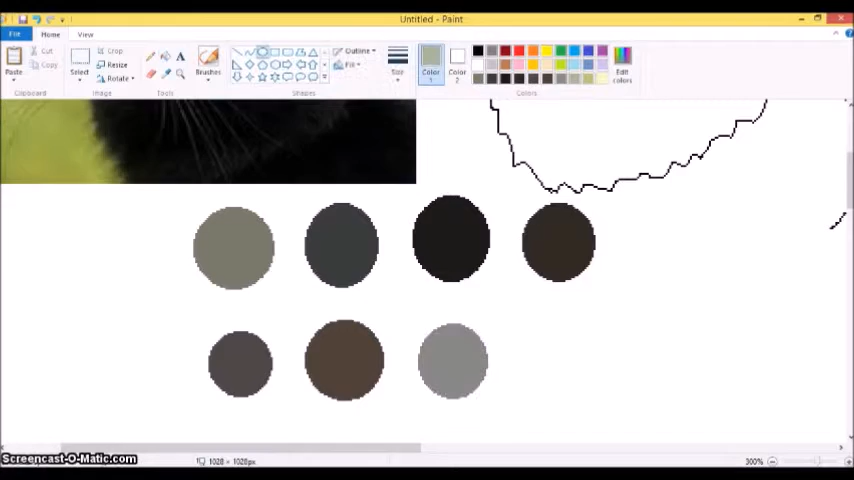 Untitled - Paint
File Home View
Paste
Cut
Copy
Clipboard
Select
Crop
Resize
Rotate
Image
A
Tools
Brushes
Shapes
Outline
Fill
Size
Color 1
Color 2
Colors
Edit colors
Screencast-O-Matic.com
1028 × 1028px
300%